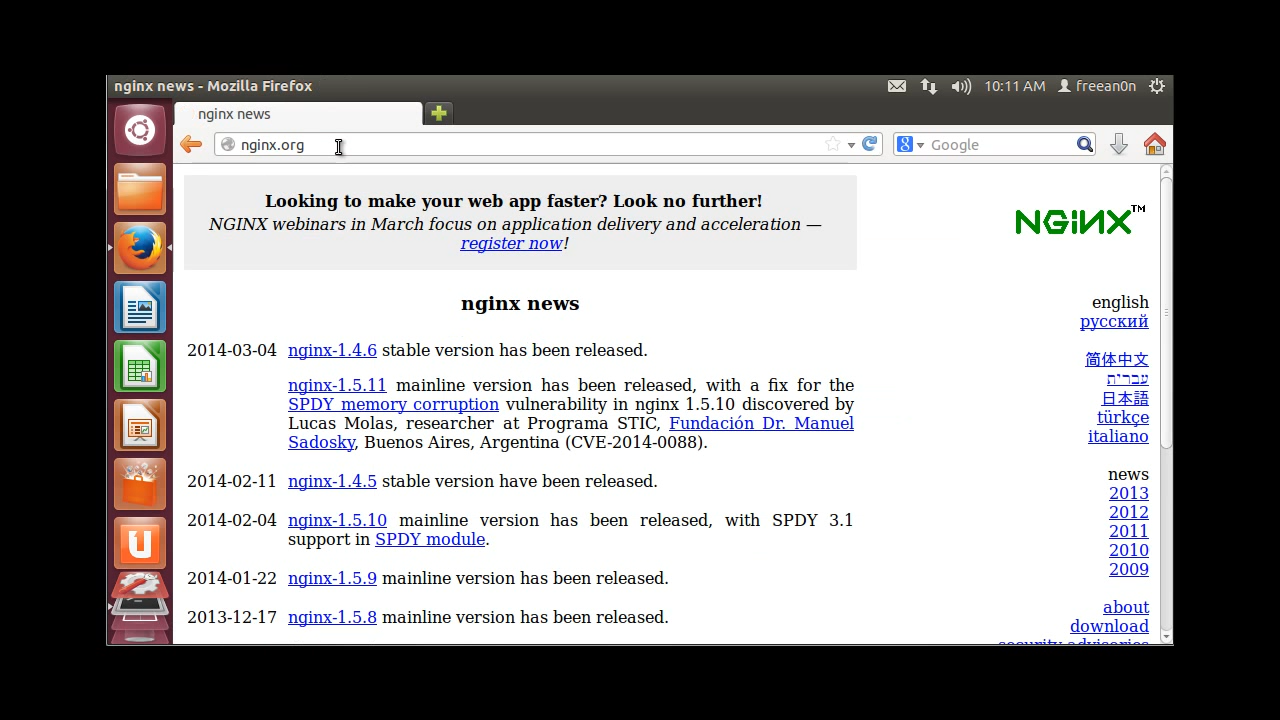 nginx news - Mozilla Firefox
10:11 AM freean0n
nginx news
nginx.org
Google
Looking to make your web app faster? Look no further!
NGINX webinars in March focus on application delivery and acceleration —
register now!
NGiNX™
nginx news
english
русский
简体中文
עברית
日本語
türkçe
italiano
2014-03-04 nginx-1.4.6 stable version has been released.
nginx-1.5.11 mainline version has been released, with a fix for the
SPDY memory corruption vulnerability in nginx 1.5.10 discovered by
Lucas Molas, researcher at Programa STIC, Fundación Dr. Manuel
Sadosky, Buenos Aires, Argentina (CVE-2014-0088).
2014-02-11 nginx-1.4.5 stable version have been released.
2014-02-04 nginx-1.5.10 mainline version has been released, with SPDY 3.1
support in SPDY module.
2014-01-22 nginx-1.5.9 mainline version has been released.
2013-12-17 nginx-1.5.8 mainline version has been released.
news
2013
2012
2011
2010
2009
about
download
security advisories